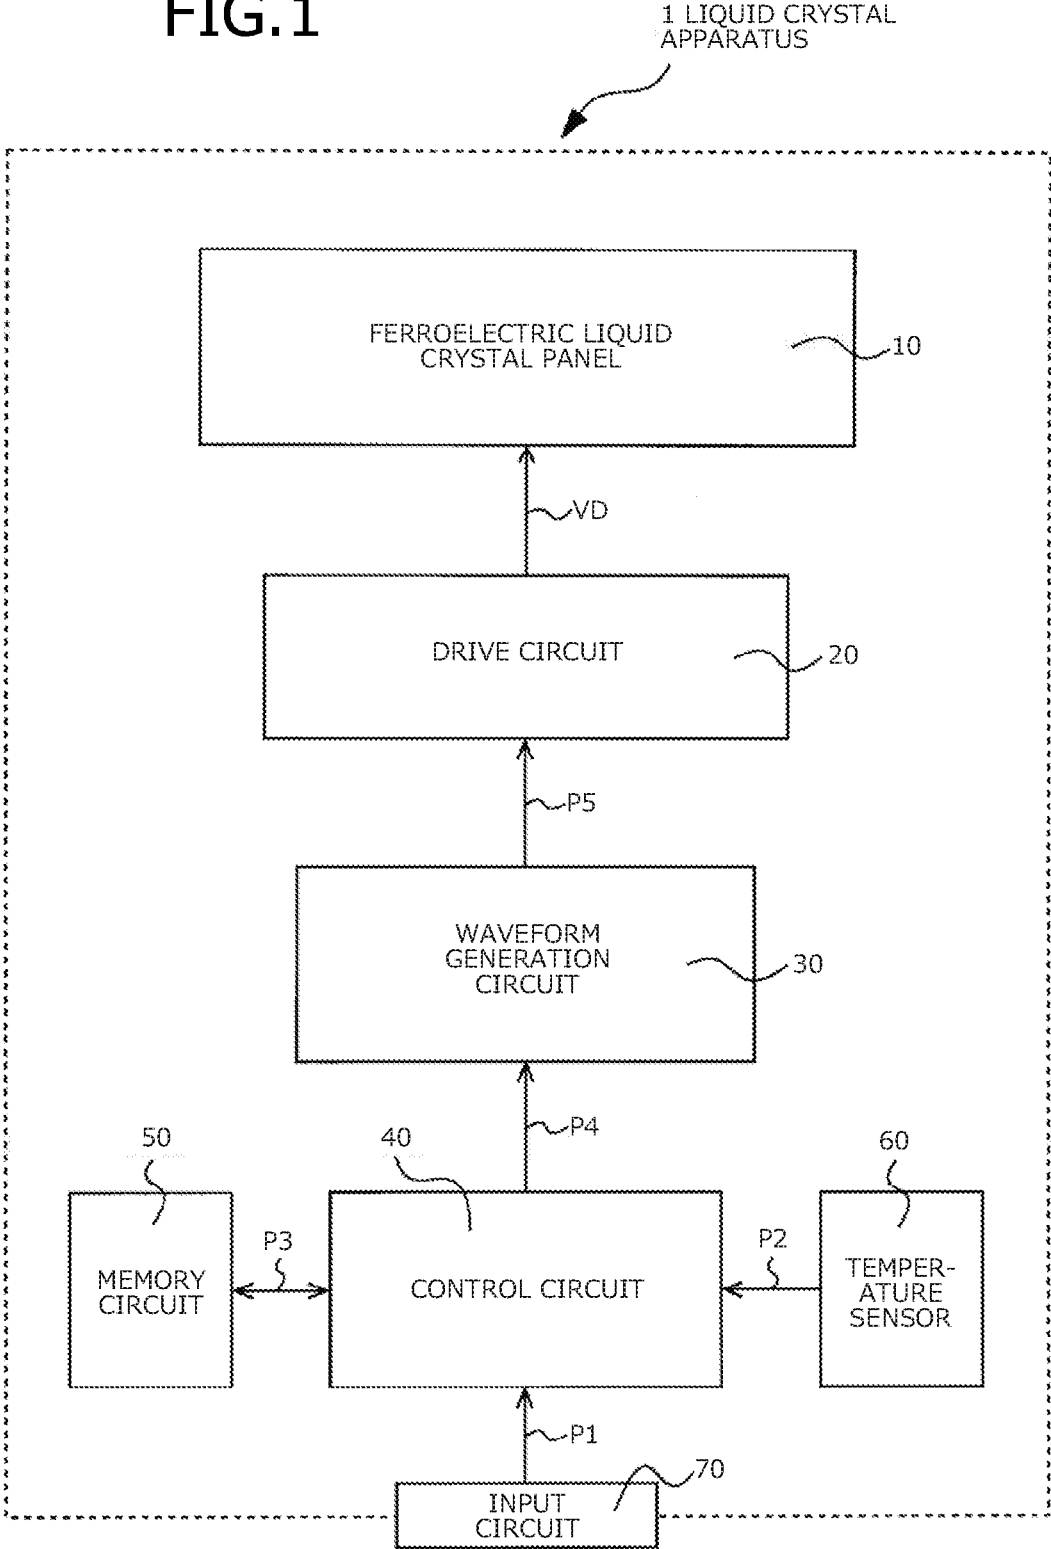 FIG.1
1 LIQUID CRYSTAL
APPARATUS
FERROELECTRIC LIQUID
CRYSTAL PANEL
10
VD
DRIVE CIRCUIT
20
P5
WAVEFORM
GENERATION
CIRCUIT
30
P4
50
40
60
MEMORY
CIRCUIT
P3
CONTROL CIRCUIT
P2
TEMPER-
ATURE
SENSOR
P1
70
INPUT
CIRCUIT